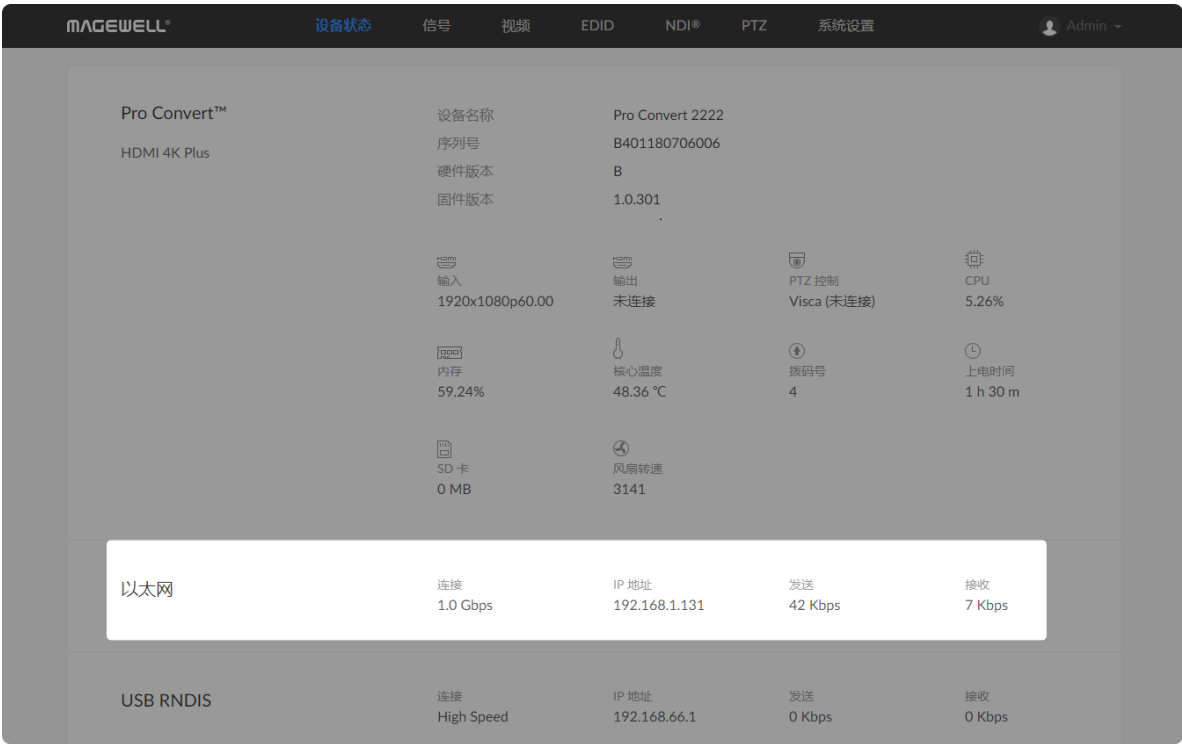 MAGEWELL® 设备状态 信号 视频 EDID NDI® PTZ 系统设置 Admin
Pro Convert™
HDMI 4K Plus
设备名称 Pro Convert 2222
序列号 B401180706006
硬件版本 B
固件版本 1.0.301
输入 输出 PTZ 控制 CPU
1920x1080p60.00 未连接 Visca (未连接) 5.26%
内存 核心温度 拨码号 上电时间
59.24% 48.36 ℃ 4 1 h 30 m
SD 卡 风扇转速
0 MB 3141
以太网
连接 IP 地址 发送 接收
1.0 Gbps 192.168.1.131 42 Kbps 7 Kbps
USB RNDIS
连接 IP 地址 发送 接收
High Speed 192.168.66.1 0 Kbps 0 Kbps